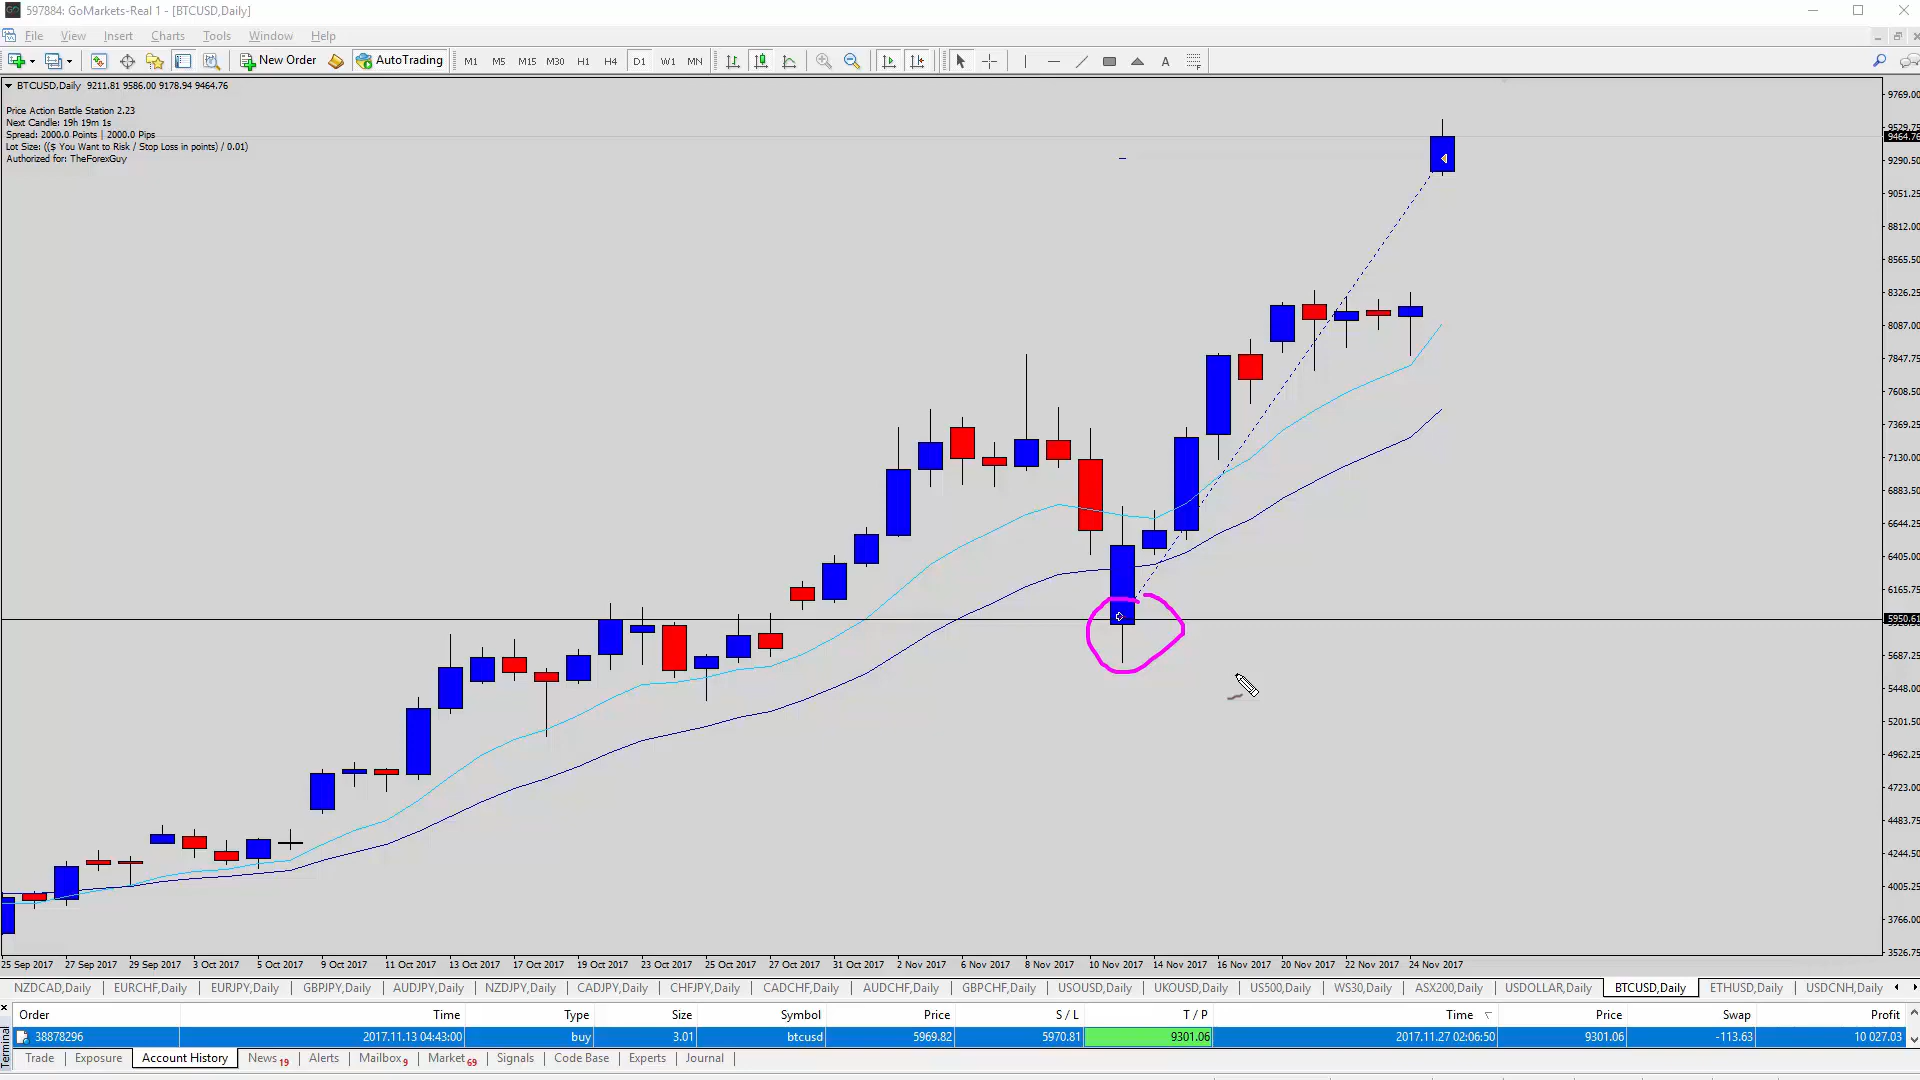 597884: GoMarkets-Real 1 - [BTCUSD,Daily]
File View Insert Charts Tools Window Help
New Order AutoTrading M1 M5 M15 M30 H1 H4 D1 W1 MN A
BTCUSD,Daily 9211.81 9586.00 9178.94 9464.76
Price Action Battle Station 2.23
Next Candle: 19h 19m 1s
Spread: 2000.0 Points | 2000.0 Pips
Lot Size: (($ You Want to Risk / Stop Loss in points) / 0.01)
Authorized for: TheForexGuy
9769.00
9529.75
9464.76
9290.50
9051.25
8812.00
8565.50
8326.25
8087.00
7847.75
7608.50
7369.25
7130.00
6883.50
6644.25
6405.00
6165.75
5950.61
5687.25
5448.00
5201.50
4962.25
4723.00
4483.75
4244.50
4005.25
3766.00
3526.75
25 Sep 2017 27 Sep 2017 29 Sep 2017 3 Oct 2017 5 Oct 2017 9 Oct 2017 11 Oct 2017 13 Oct 2017 17 Oct 2017 19 Oct 2017 23 Oct 2017 25 Oct 2017 27 Oct 2017 31 Oct 2017 2 Nov 2017 6 Nov 2017 8 Nov 2017 10 Nov 2017 14 Nov 2017 16 Nov 2017 20 Nov 2017 22 Nov 2017 24 Nov 2017
NZDCAD,Daily EURCHF,Daily EURJPY,Daily GBPJPY,Daily AUDJPY,Daily NZDJPY,Daily CADJPY,Daily CHFJPY,Daily CADCHF,Daily AUDCHF,Daily GBPCHF,Daily USOUSD,Daily UKOUSD,Daily US500,Daily WS30,Daily ASX200,Daily USDOLLAR,Daily BTCUSD,Daily ETHUSD,Daily USDCNH,Daily
Order Time Type Size Symbol Price S / L T / P Time Price Swap Profit
38878296 2017.11.13 04:43:00 buy 3.01 btcusd 5969.82 5970.81 9301.06 2017.11.27 02:06:50 9301.06 -113.63 10 027.03
Terminal
Trade Exposure Account History News 19 Alerts Mailbox 9 Market 69 Signals Code Base Experts Journal